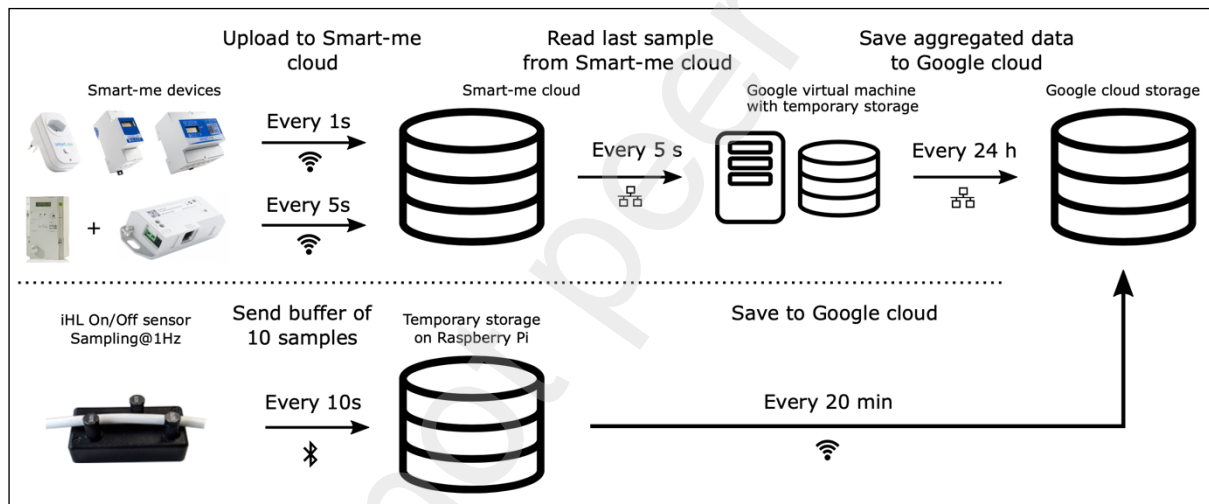 Upload to Smart-me
cloud
Read last sample
from Smart-me cloud
Save aggregated data
to Google cloud
Smart-me devices
Smart-me cloud
Google virtual machine
with temporary storage
Google cloud storage
Every 1s
Every 5 s
Every 24 h
Every 5s
+
iHL On/Off sensor
Sampling@1Hz
Send buffer of
10 samples
Temporary storage
on Raspberry Pi
Save to Google cloud
Every 10s
Every 20 min
not peer